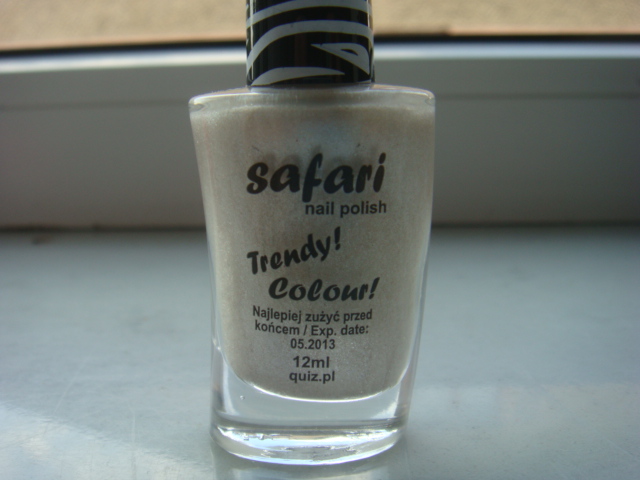 safari
nail polish
Trendy!
Colour!
Najlepiej zużyć przed
końcem / Exp. date:
05.2013
12ml
quiz.pl